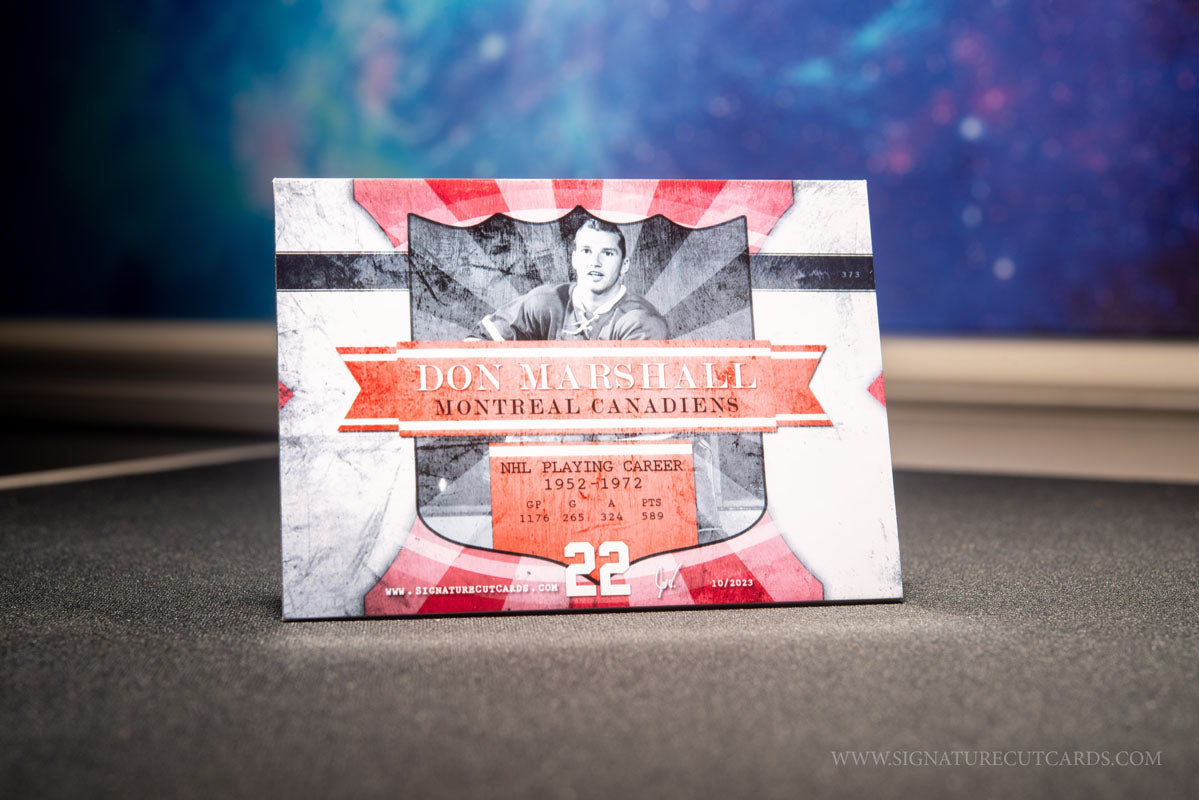 373
DON MARSHALL
MONTREAL CANADIENS
NHL PLAYING CAREER
1952-1972
GP G A PTS
1176 265 324 589
22
WWW.SIGNATURECUTCARDS.COM
10/2023
WWW.SIGNATURECUTCARDS.COM